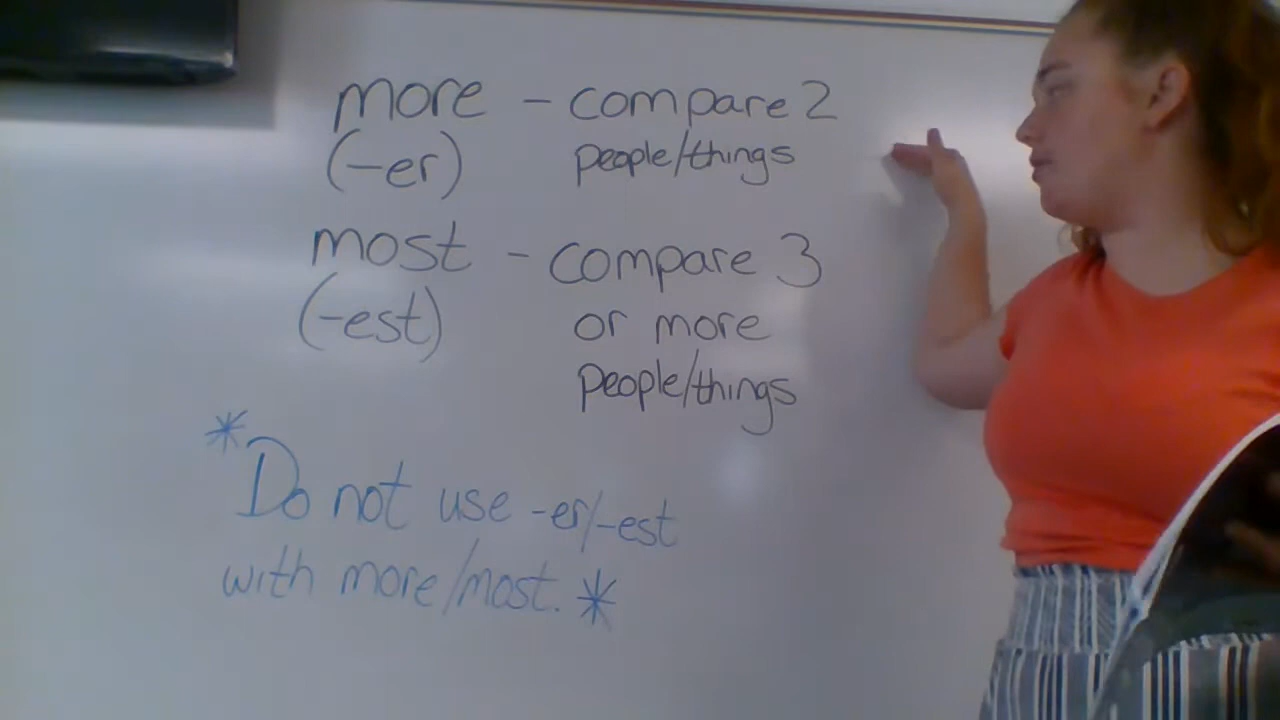 more - compare 2
(-er) people/things
most - compare 3
(-est) or more
people/things
*Do not use -er/-est
with more/most.*